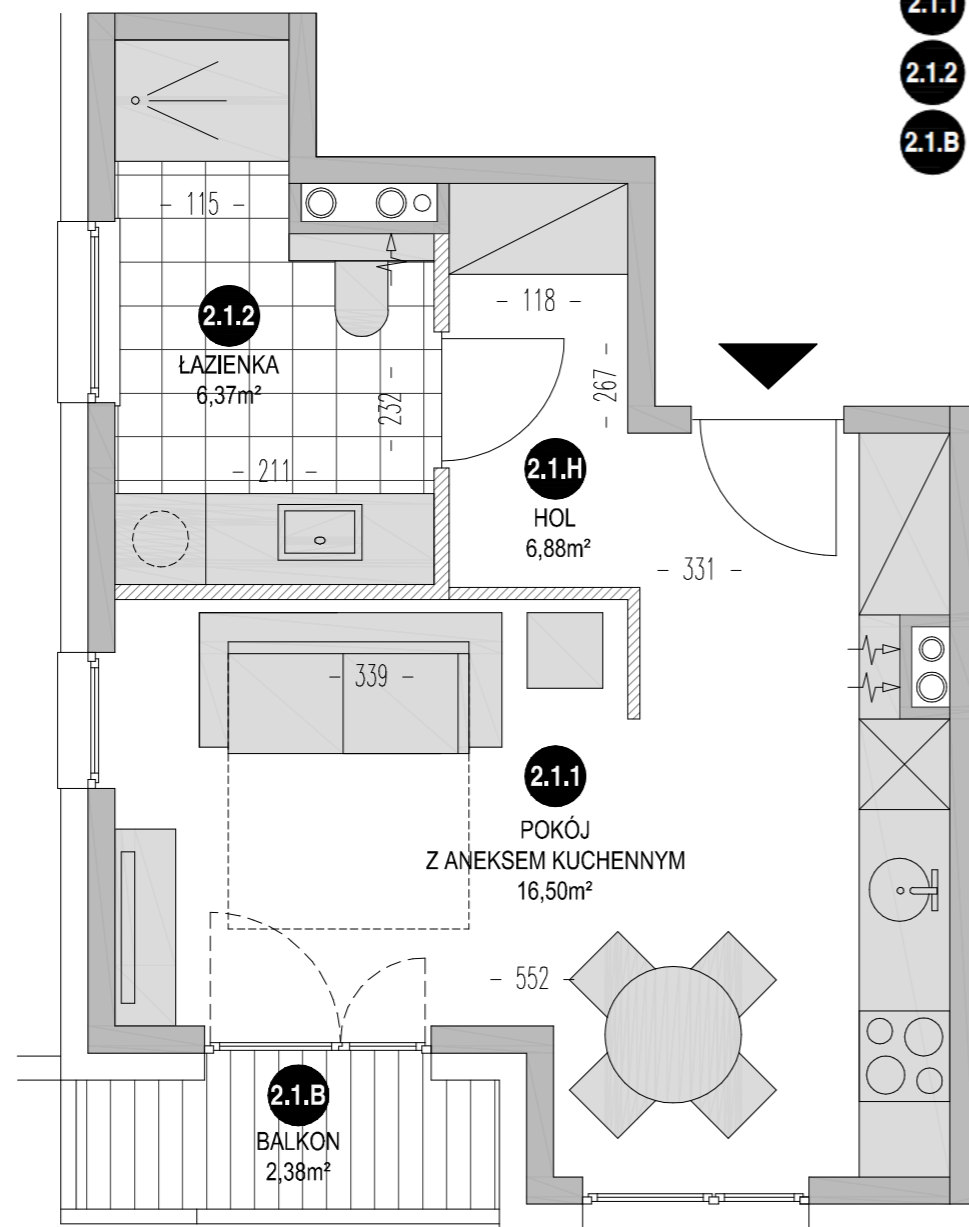 2.1.1
2.1.2
2.1.B
- 115 -
- 118 -
2.1.2
ŁAZIENKA
6,37m²
- 232 -
- 267 -
- 211 -
2.1.H
HOL
6,88m²
- 331 -
- 339 -
2.1.1
POKÓJ
Z ANEKSEM KUCHENNYM
16,50m²
- 552 -
2.1.B
BALKON
2,38m²